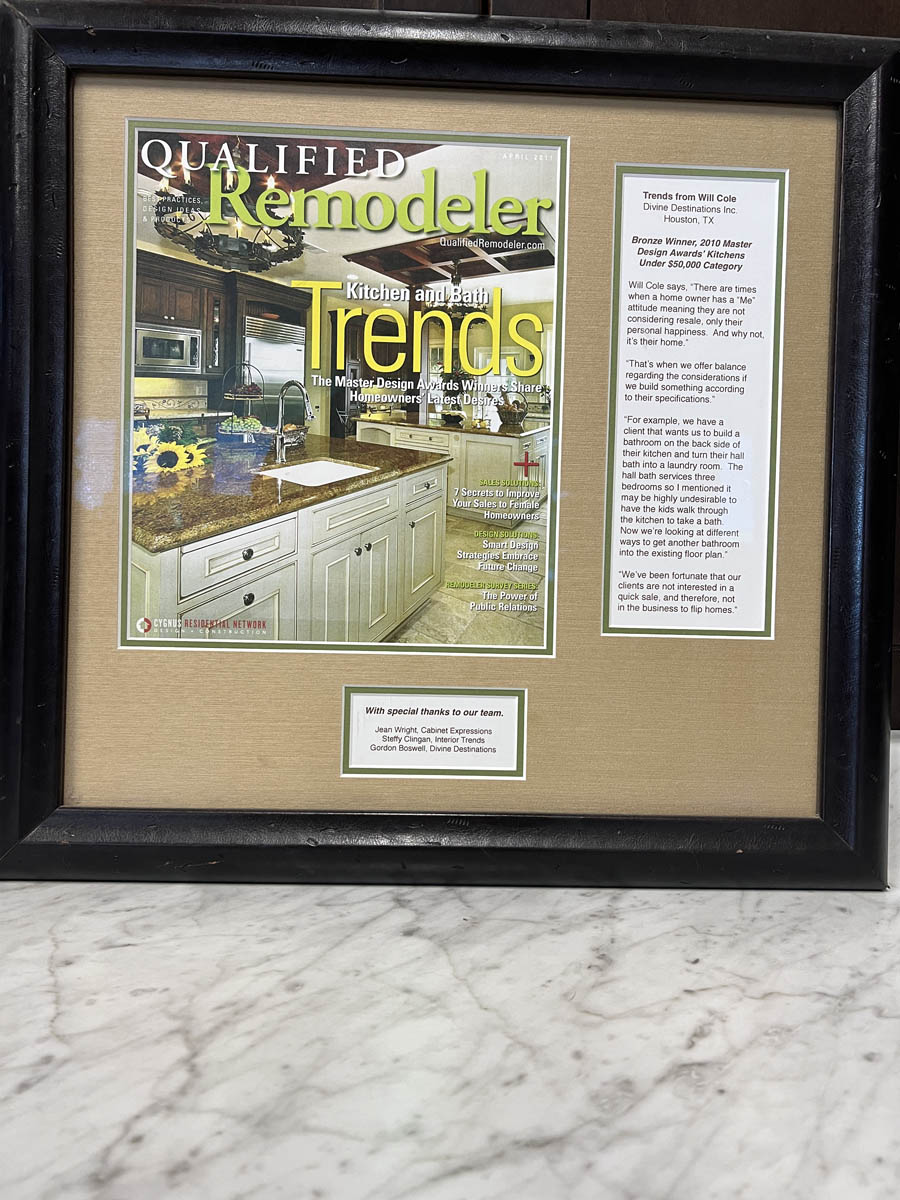 QUALIFIED
APRIL 2011
Remodeler
BEST PRACTICES,
DESIGN IDEAS
& PRODUCTS
QualifiedRemodeler.com
Kitchen and Bath
Trends
The Master Design Awards Winners Share
Homeowners' Latest Desires
+
SALES SOLUTIONS:
7 Secrets to Improve
Your Sales to Female
Homeowners
DESIGN SOLUTIONS:
Smart Design
Strategies Embrace
Future Change
REMODELER SURVEY SERIES:
The Power of
Public Relations
CYGNUS RESIDENTIAL NETWORK
DESIGN + CONSTRUCTION
Trends from Will Cole
Divine Destinations Inc.
Houston, TX
Bronze Winner, 2010 Master
Design Awards' Kitchens
Under $50,000 Category
Will Cole says, "There are times
when a home owner has a "Me"
attitude meaning they are not
considering resale, only their
personal happiness. And why not,
it's their home."
"That's when we offer balance
regarding the considerations if
we build something according
to their specifications."
"For example, we have a
client that wants us to build a
bathroom on the back side of
their kitchen and turn their hall
bath into a laundry room. The
hall bath services three
bedrooms so I mentioned it
may be highly undesirable to
have the kids walk through
the kitchen to take a bath.
Now we're looking at different
ways to get another bathroom
into the existing floor plan."
"We've been fortunate that our
clients are not interested in a
quick sale, and therefore, not
in the business to flip homes."
With special thanks to our team.
Jean Wright, Cabinet Expressions
Steffy Clingan, Interior Trends
Gordon Boswell, Divine Destinations